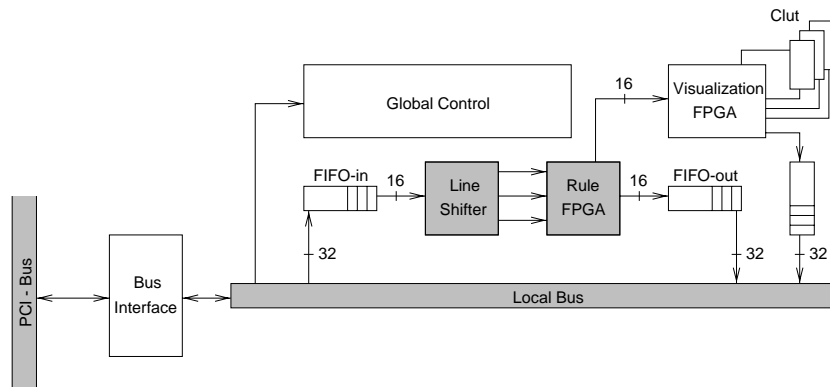 Clut
16
Visualization
FPGA
Global Control
FIFO-in
16
Line
Shifter
Rule
FPGA
16
FIFO-out
32
32
32
PCI - Bus
Bus
Interface
Local Bus